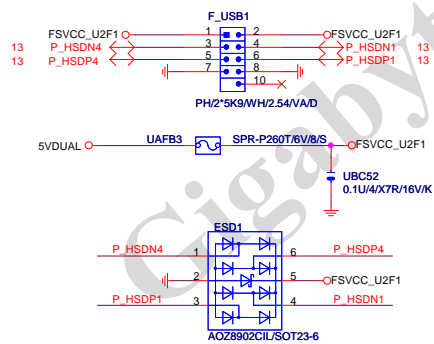 F_USB1
FSVCC_U2F1 1 2 FSVCC_U2F1
13 P_HSDN4 3 4 P_HSDN1 13
13 P_HSDP4 5 6 P_HSDP1 13
7 8
10
PH/2*5K9/WH/2.54/VA/D
5VDUAL UAFB3 SPR-P260T/6V/8/S FSVCC_U2F1
UBC52
0.1U/4/X7R/16V/K
ESD1
P_HSDN4 1 6 P_HSDP4
2 5 FSVCC_U2F1
P_HSDP1 3 4 P_HSDN1
AOZ8902CIL/SOT23-6
Gigabyt